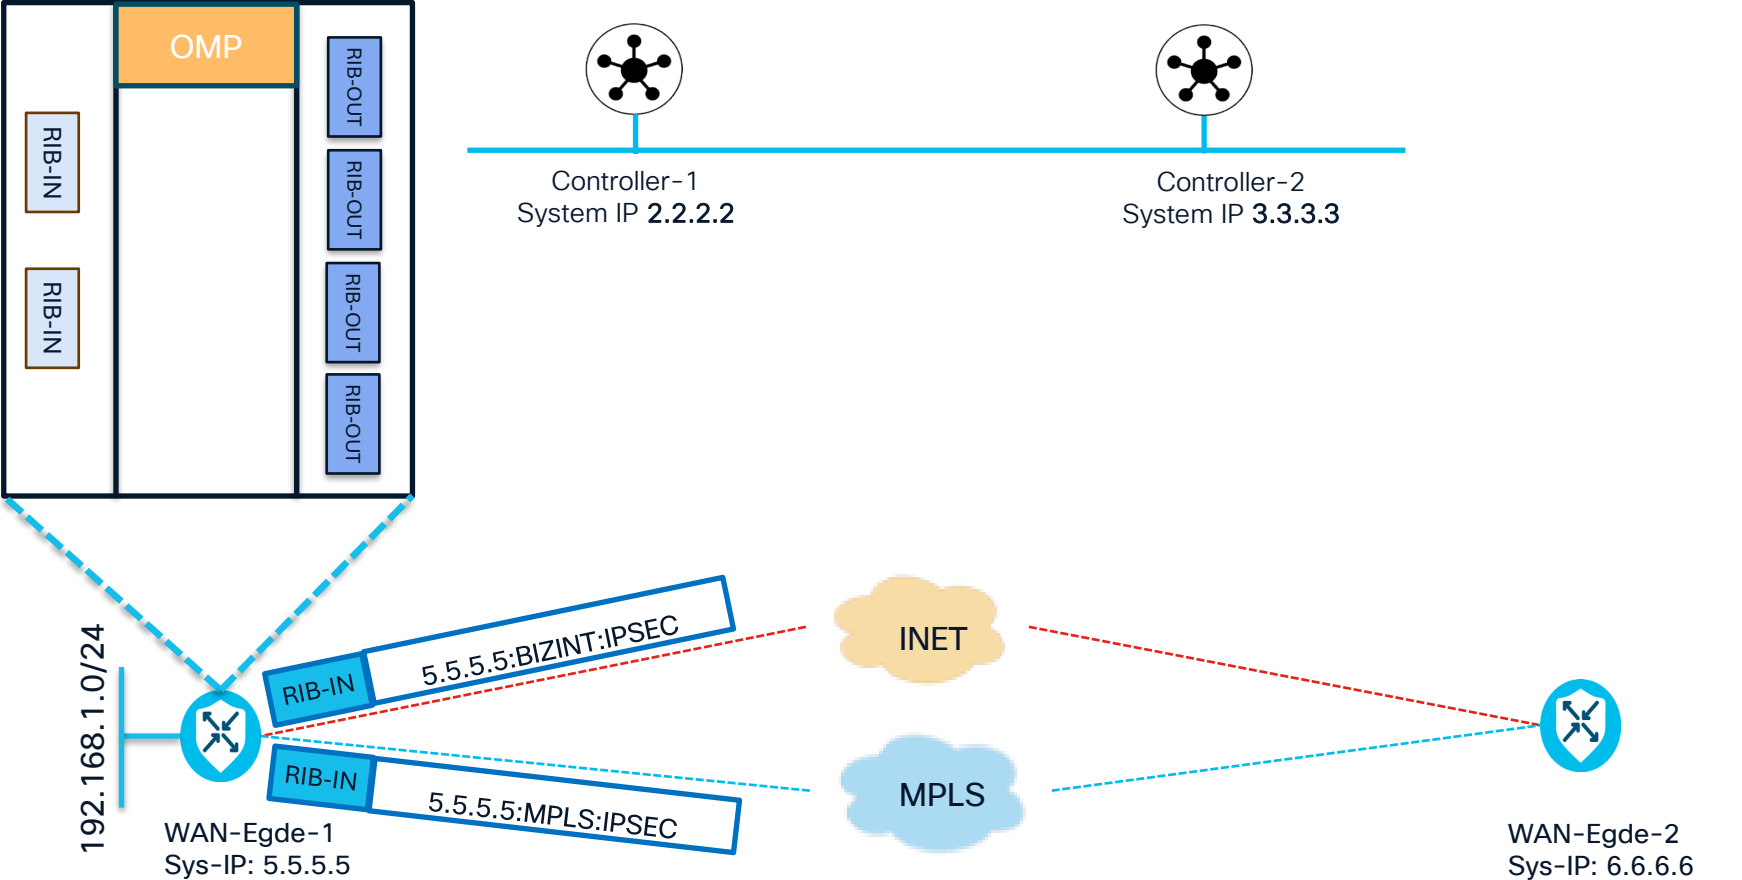 OMP
RIB-IN
RIB-IN
RIB-OUT
RIB-OUT
RIB-OUT
RIB-OUT
Controller-1
System IP 2.2.2.2
Controller-2
System IP 3.3.3.3
192.168.1.0/24
RIB-IN
5.5.5.5:BIZINT:IPSEC
RIB-IN
5.5.5.5:MPLS:IPSEC
INET
MPLS
WAN-Egde-1
Sys-IP: 5.5.5.5
WAN-Egde-2
Sys-IP: 6.6.6.6